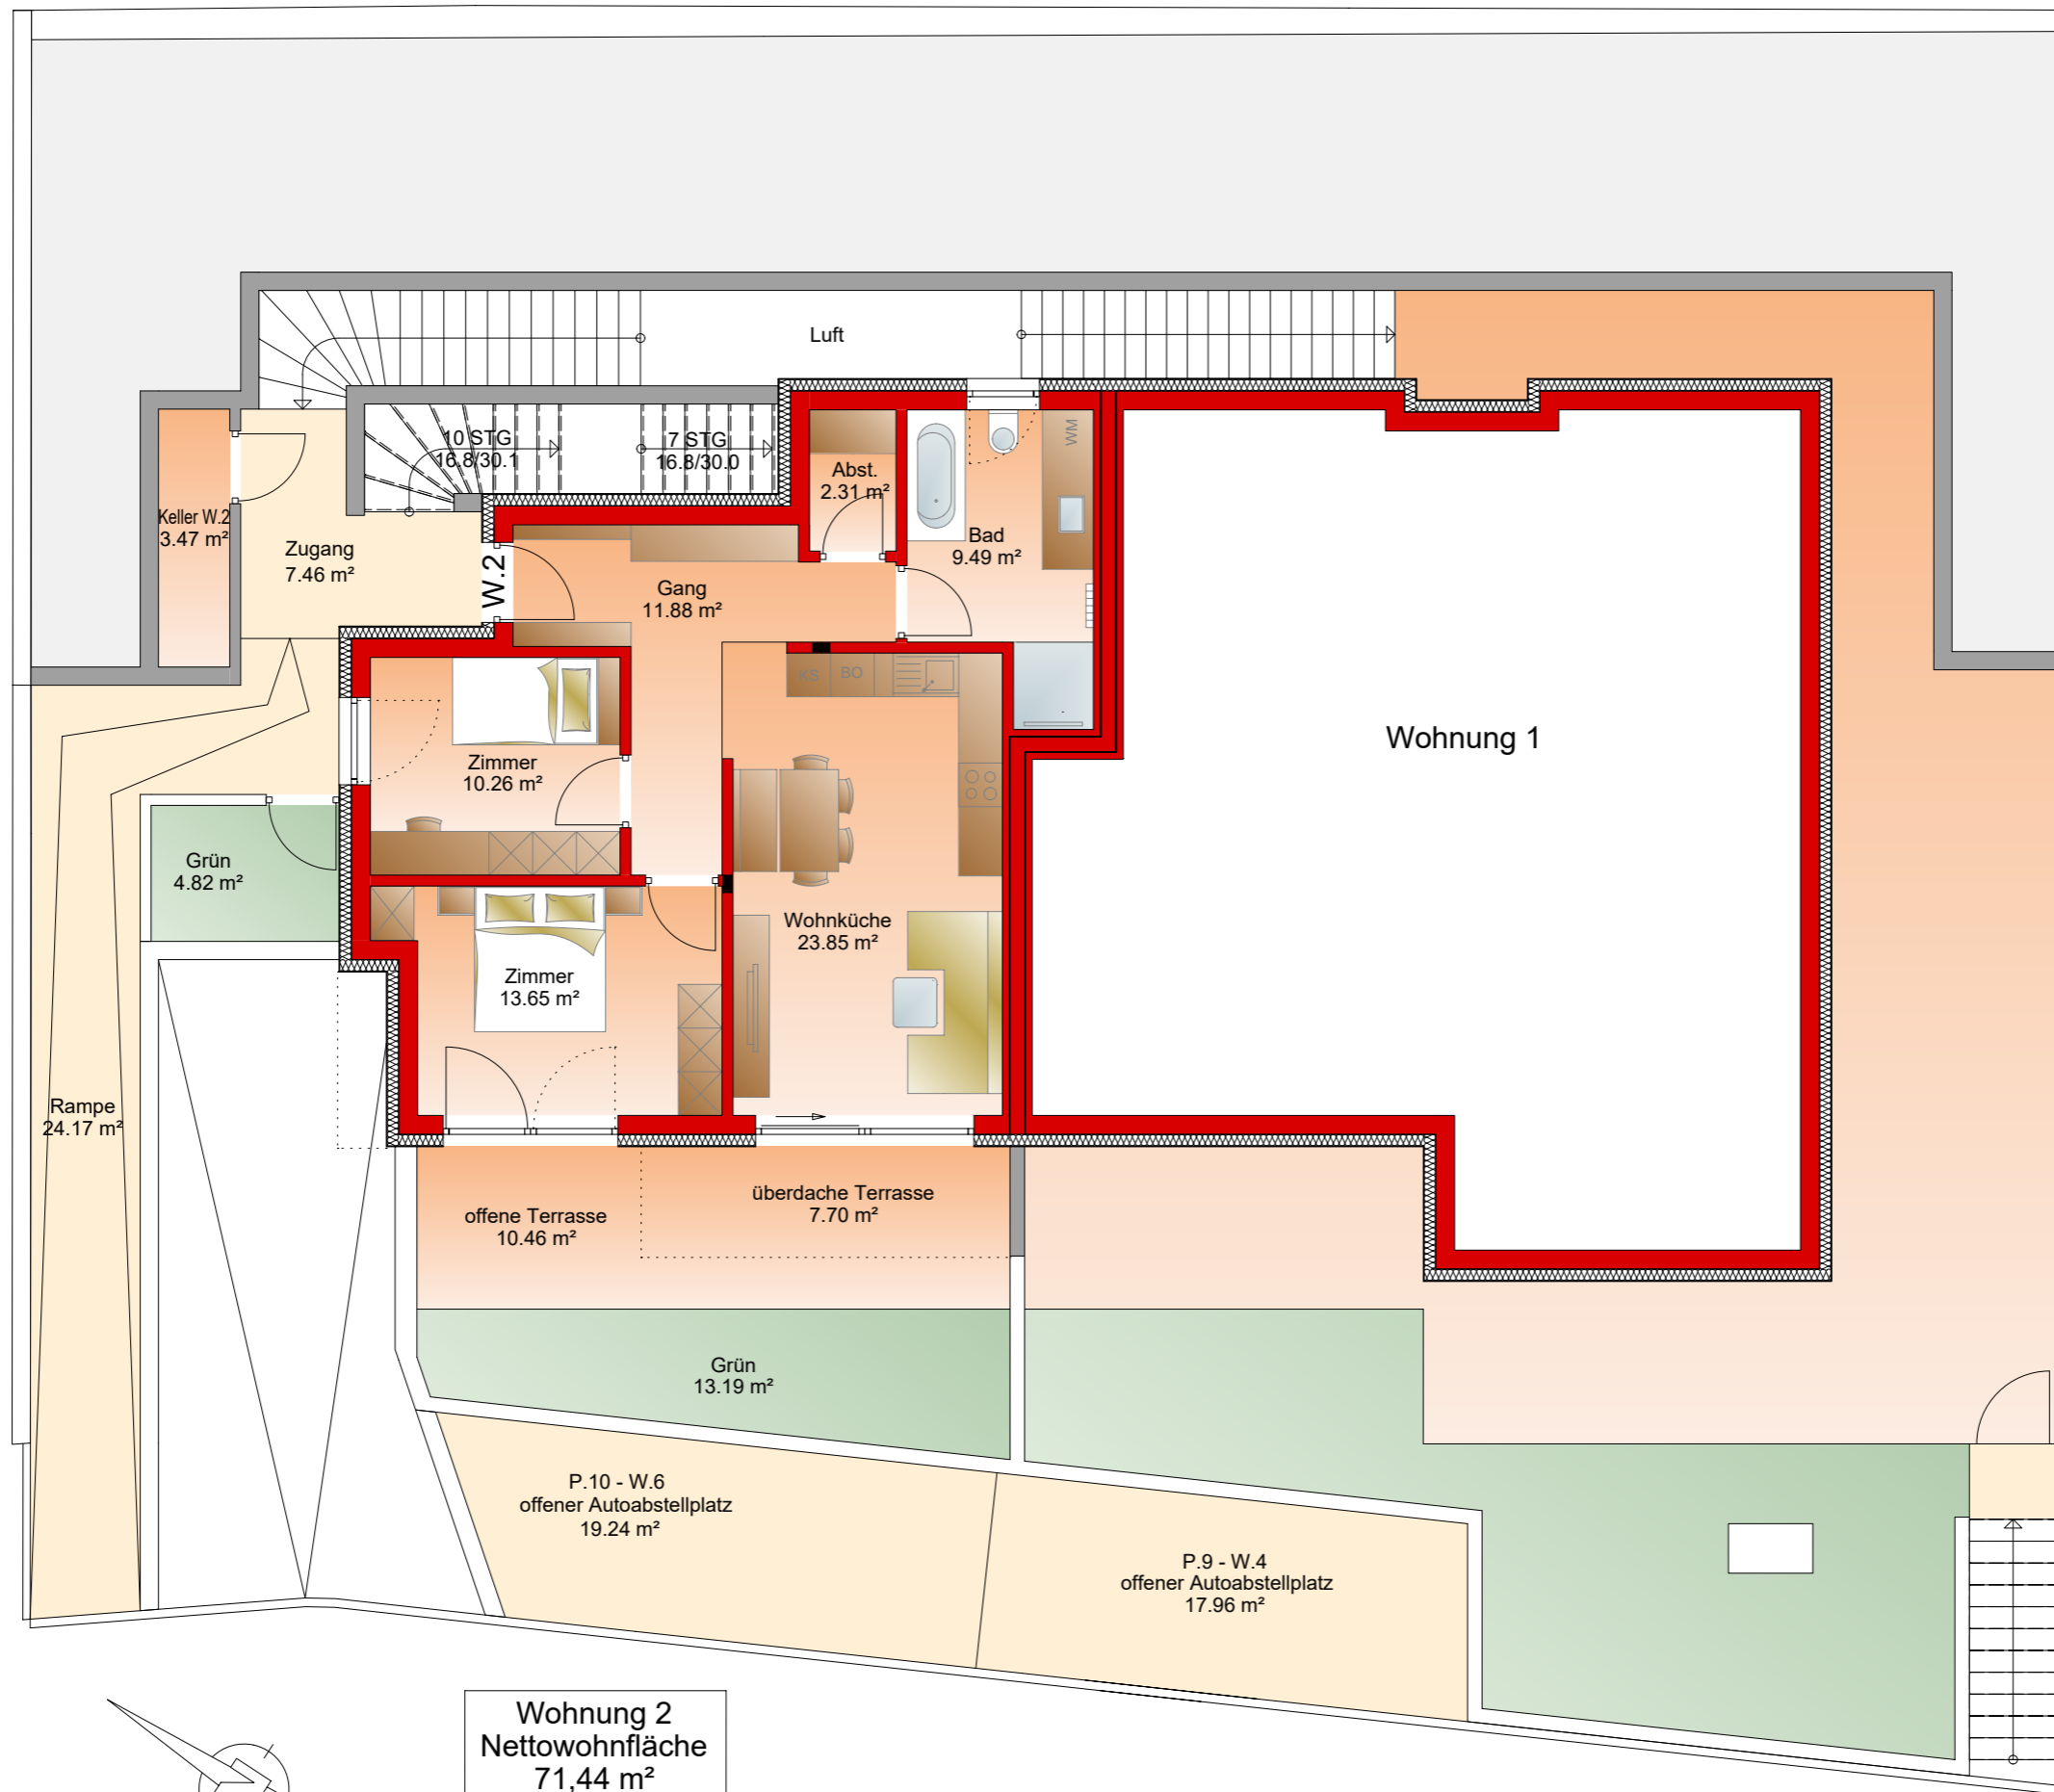 Luft
10 STG
16.8/30.1
7 STG
16.8/30.0
Abst.
2.31 m²
WM
Keller W.2
3.47 m²
Zugang
7.46 m²
W.2
Bad
9.49 m²
Gang
11.88 m²
KS
BO
Zimmer
10.26 m²
Wohnung 1
Grün
4.82 m²
Wohnküche
23.85 m²
Zimmer
13.65 m²
Rampe
24.17 m²
überdache Terrasse
7.70 m²
offene Terrasse
10.46 m²
Grün
13.19 m²
P.10 - W.6
offener Autoabstellplatz
19.24 m²
P.9 - W.4
offener Autoabstellplatz
17.96 m²
Wohnung 2
Nettowohnfläche
71,44 m²